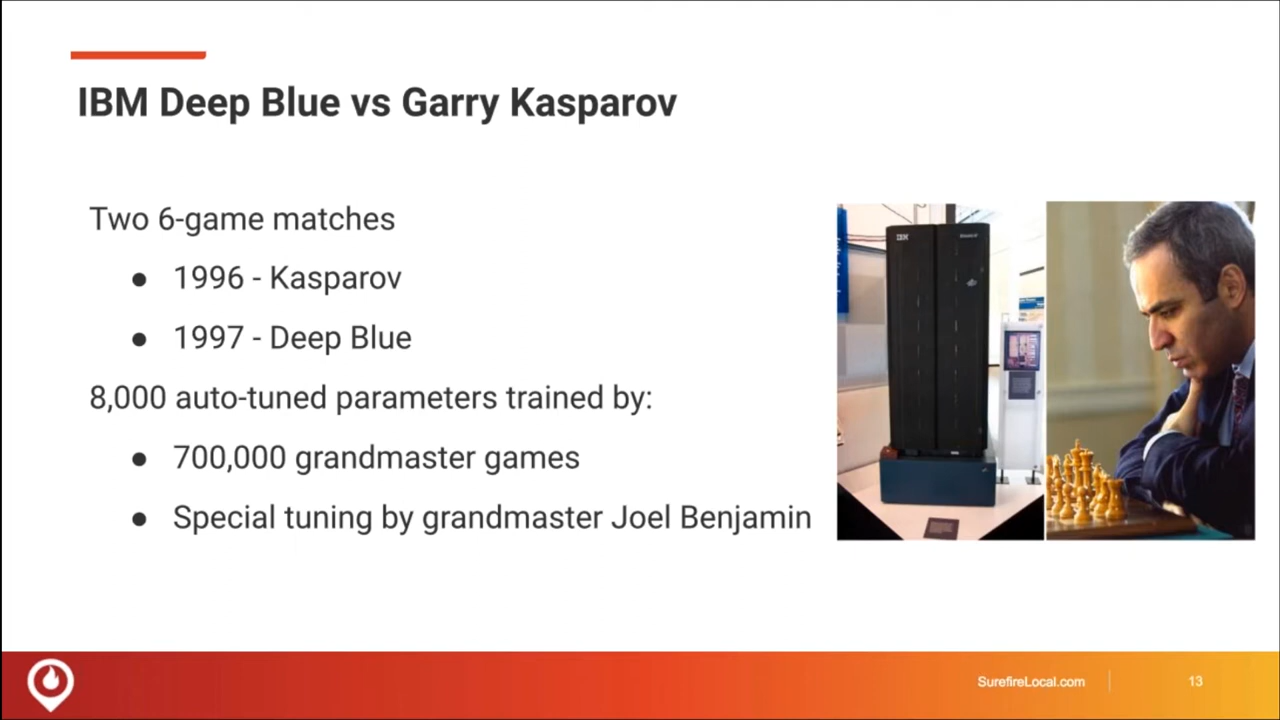 IBM Deep Blue vs Garry Kasparov
Two 6-game matches
● 1996 - Kasparov
● 1997 - Deep Blue
8,000 auto-tuned parameters trained by:
● 700,000 grandmaster games
● Special tuning by grandmaster Joel Benjamin
IBM
SurefireLocal.com
13